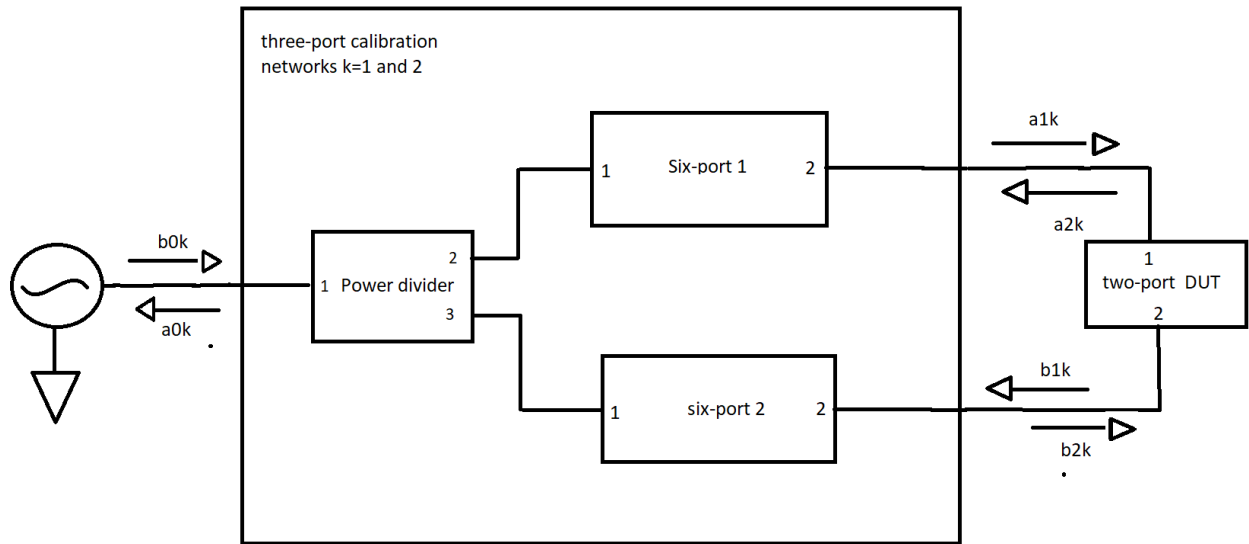 three-port calibration
networks k=1 and 2
a1k
1 Six-port 1 2
a2k
b0k
2
1 Power divider
3
a0k
1
two-port DUT
2
b1k
1 six-port 2 2
b2k